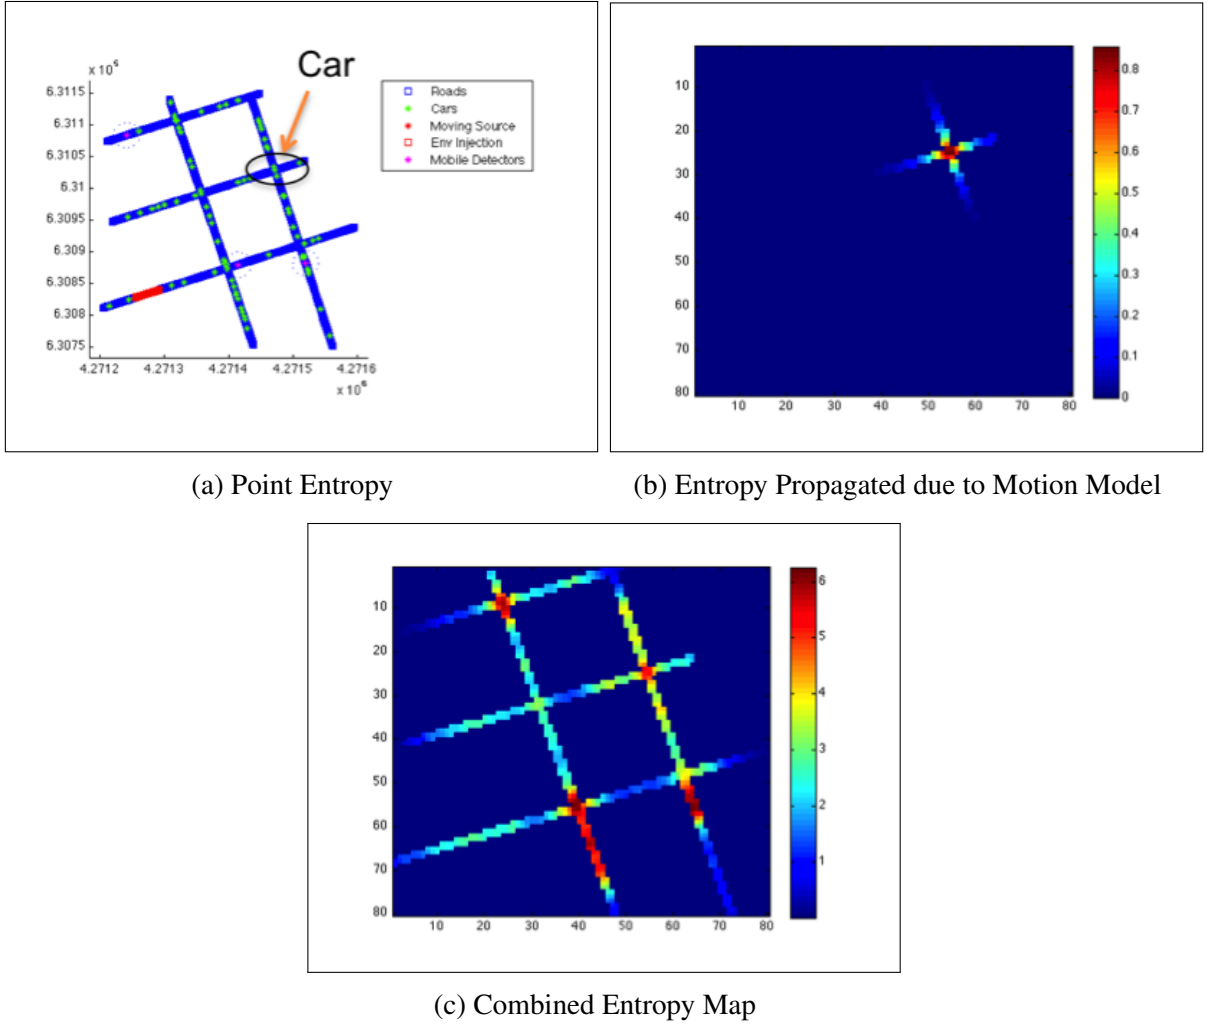 Car
x 10⁵
6.3115
6.311
6.3105
6.31
6.3095
6.309
6.3085
6.308
6.3075
4.2712 4.2713 4.2714 4.2715 4.2716
x 10⁶
Roads
Cars
Moving Source
Env Injection
Mobile Detectors
(a) Point Entropy
10
20
30
40
50
60
70
80
10 20 30 40 50 60 70 80
0.8
0.7
0.6
0.5
0.4
0.3
0.2
0.1
0
(b) Entropy Propagated due to Motion Model
10
20
30
40
50
60
70
80
10 20 30 40 50 60 70 80
6
5
4
3
2
1
(c) Combined Entropy Map